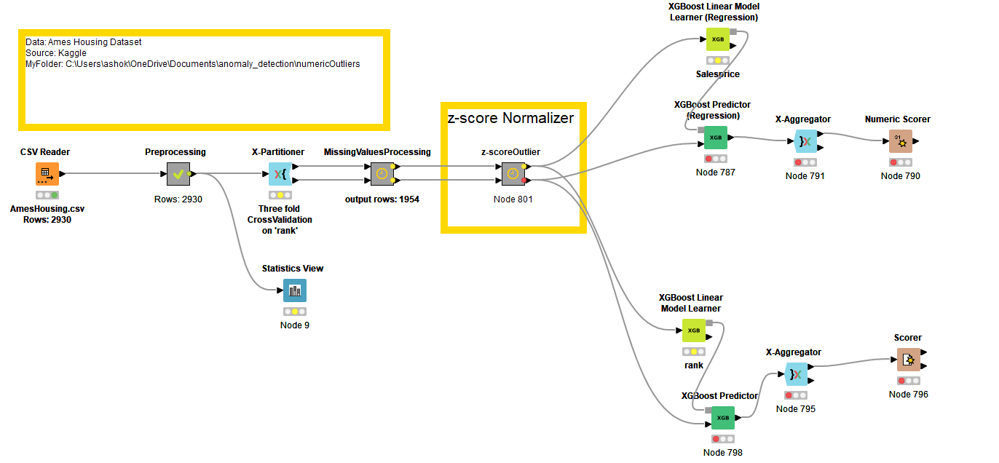 XGBoost Linear Model
Learner (Regression)
XGB
Salesprice
Data: Ames Housing Dataset
Source: Kaggle
MyFolder: C:\Users\ashok\OneDrive\Documents\anomaly_detection\numericOutliers
z-score Normalizer
XGBoost Predictor
(Regression)
XGB
Node 787
X-Aggregator
}X
Node 791
Numeric Scorer
31
Node 790
CSV Reader
AmesHousing.csv
Rows: 2930
Preprocessing
Rows: 2930
X-Partitioner
X{
Three fold
CrossValidation
on 'rank'
MissingValuesProcessing
output rows: 1954
z-scoreOutlier
Node 801
Statistics View
Node 9
XGBoost Linear
Model Learner
XGB
rank
XGBoost Predictor
XGB
Node 798
X-Aggregator
}X
Node 795
Scorer
Node 796